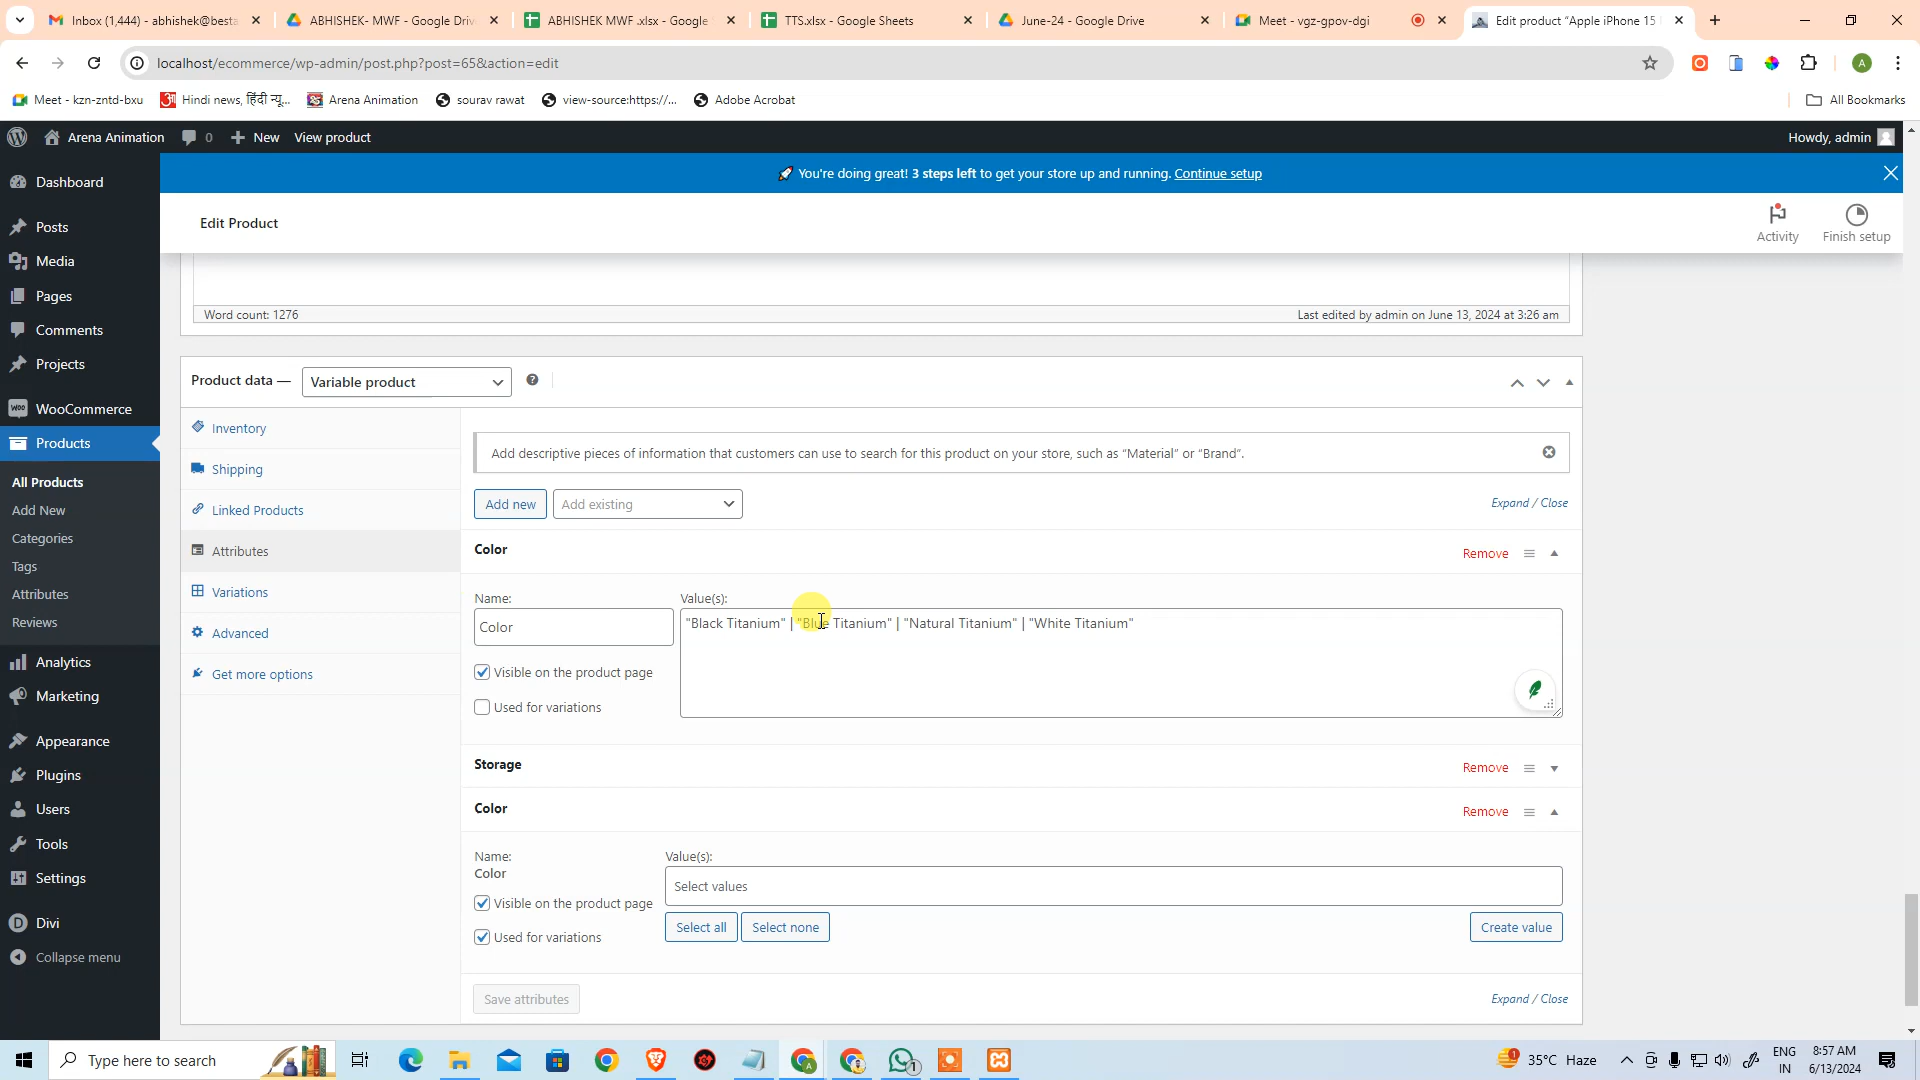 Inbox (1,444) - abhishek@besta
ABHISHEK- MWF - Google Driv
ABHISHEK MWF .xlsx - Google
TTS.xlsx - Google Sheets
June-24 - Google Drive
Meet - vgz-gpov-dgi
Edit product "Apple iPhone 15
localhost/ecommerce/wp-admin/post.php?post=65&action=edit
A
Meet - kzn-zntd-bxu
Hindi news, हिंदी न्यू...
Arena Animation
sourav rawat
view-source:https://...
Adobe Acrobat
All Bookmarks
Arena Animation
0
New
View product
Howdy, admin
You're doing great! 3 steps left to get your store up and running. Continue setup
Edit Product
Activity
Finish setup
Dashboard
Posts
Media
Pages
Comments
Projects
WooCommerce
Products
All Products
Add New
Categories
Tags
Attributes
Reviews
Analytics
Marketing
Appearance
Plugins
Users
Tools
Settings
Divi
Collapse menu
Word count: 1276
Last edited by admin on June 13, 2024 at 3:26 am
Product data —
Variable product
Inventory
Shipping
Linked Products
Attributes
Variations
Advanced
Get more options
Add descriptive pieces of information that customers can use to search for this product on your store, such as "Material" or "Brand".
Add new
Add existing
Expand / Close
Color
Remove
Name:
Value(s):
Color
"Black Titanium" | "Blue Titanium" | "Natural Titanium" | "White Titanium"
Visible on the product page
Used for variations
Storage
Remove
Color
Remove
Name:
Color
Value(s):
Select values
Visible on the product page
Used for variations
Select all
Select none
Create value
Save attributes
Expand / Close
Type here to search
35°C Haze
ENG
IN
8:57 AM
6/13/2024